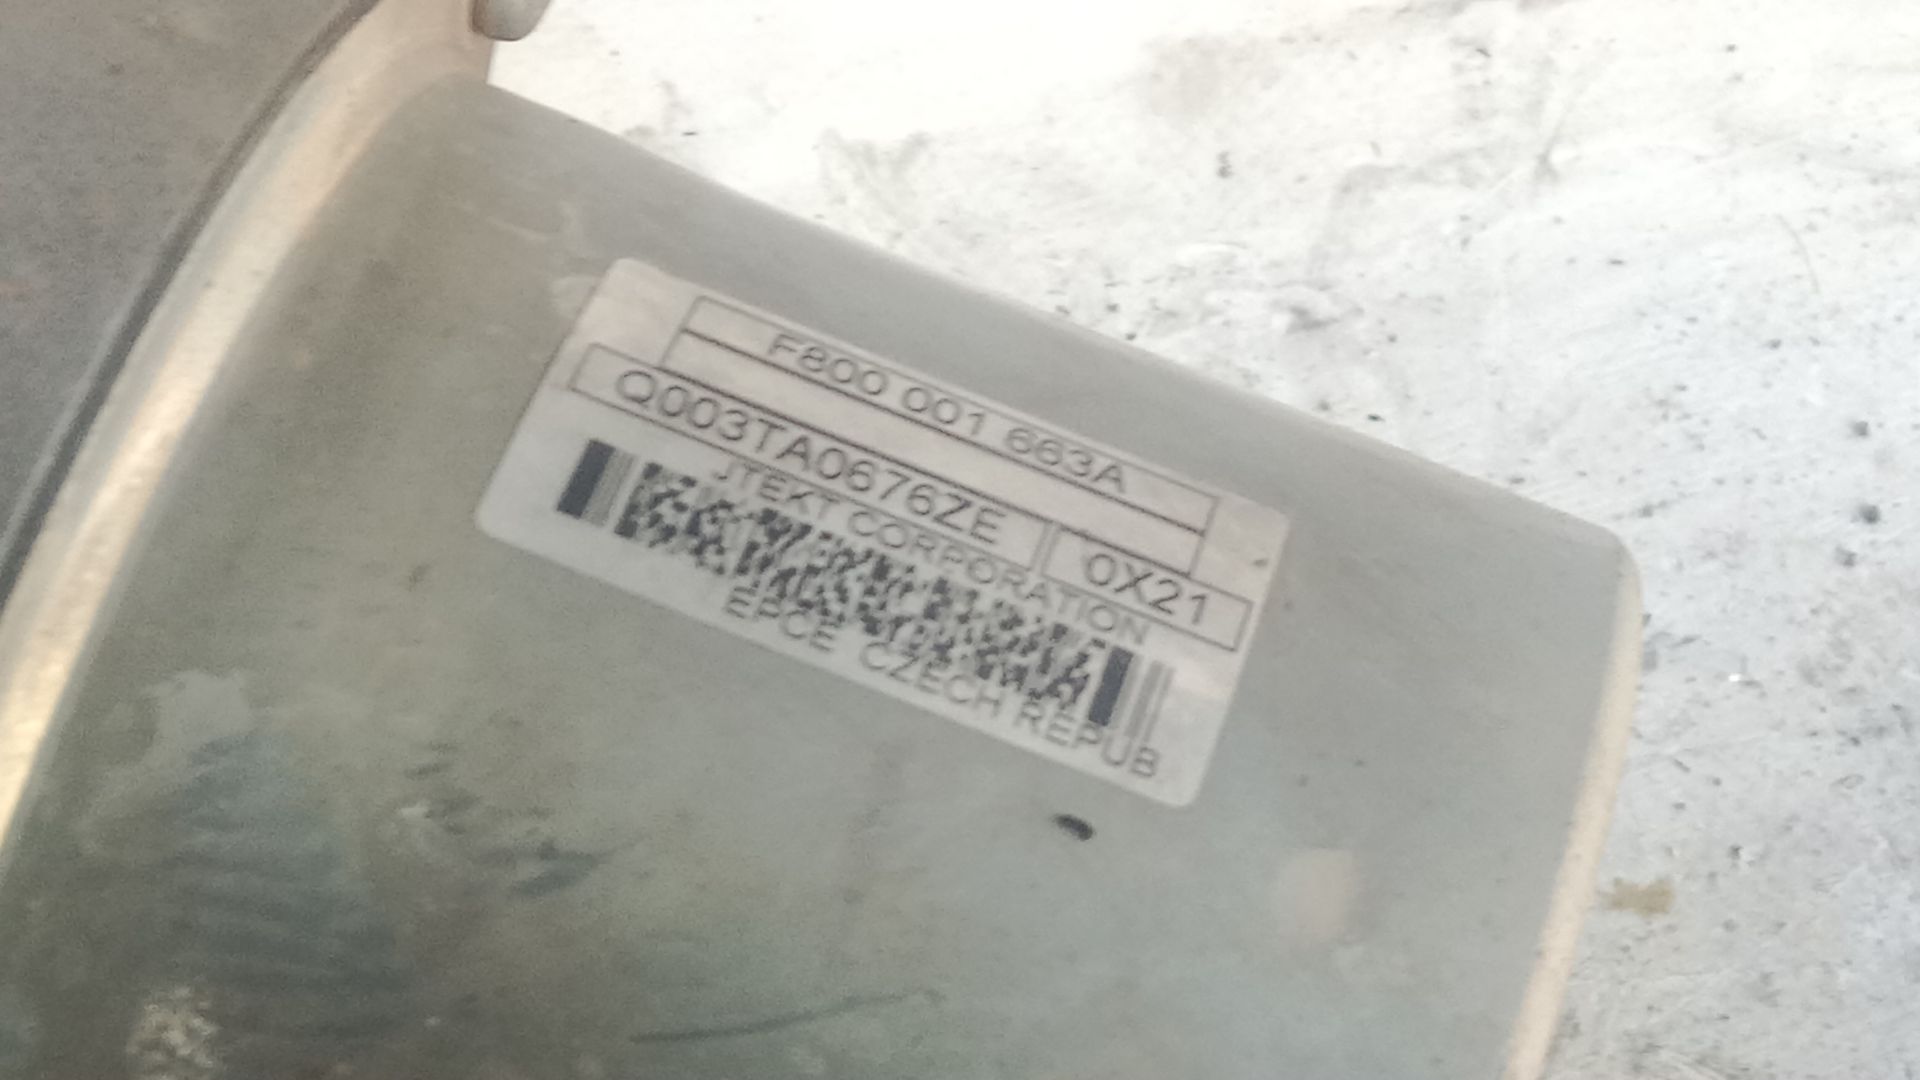 F800 001 663A
Q003TA0676ZE 0X21
JTEKT CORPORATION
EPCE CZECH REPUB